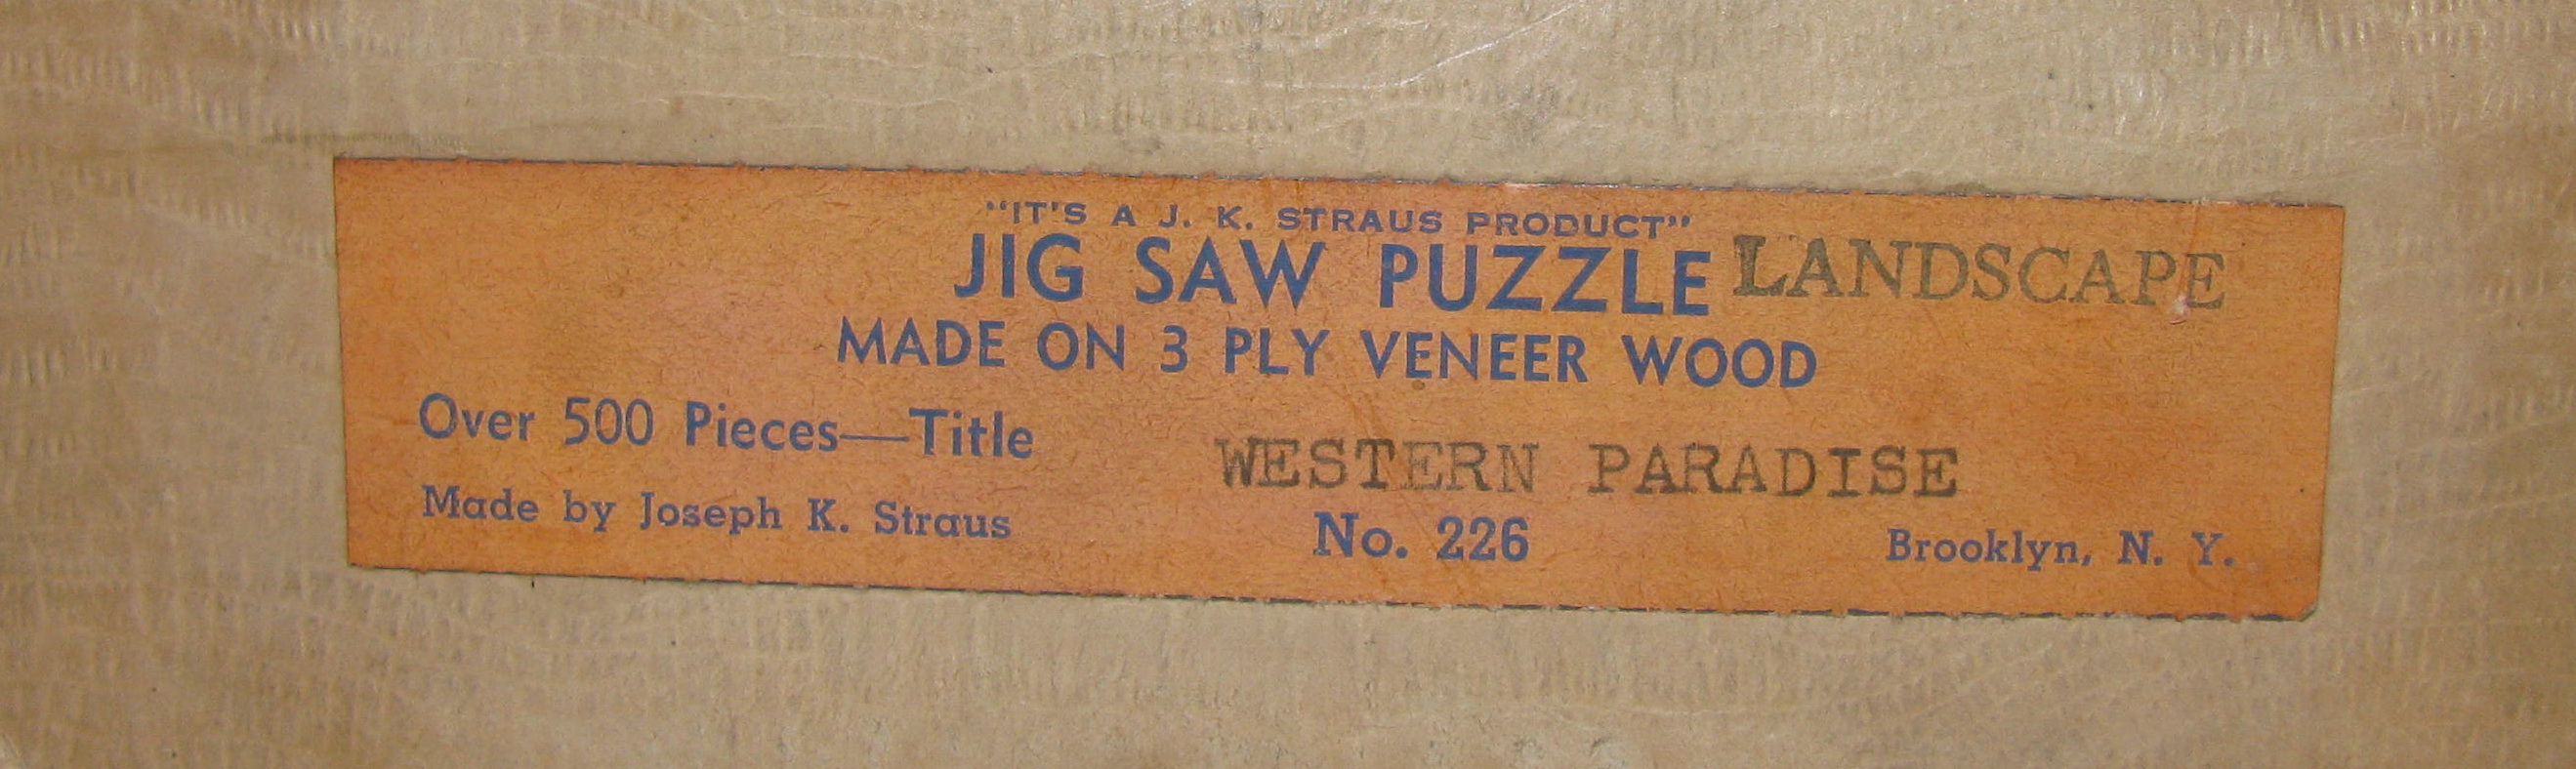 "IT'S A J. K. STRAUS PRODUCT"
JIG SAW PUZZLE LANDSCAPE
MADE ON 3 PLY VENEER WOOD
Over 500 Pieces—Title WESTERN PARADISE
Made by Joseph K. Straus No. 226 Brooklyn, N. Y.